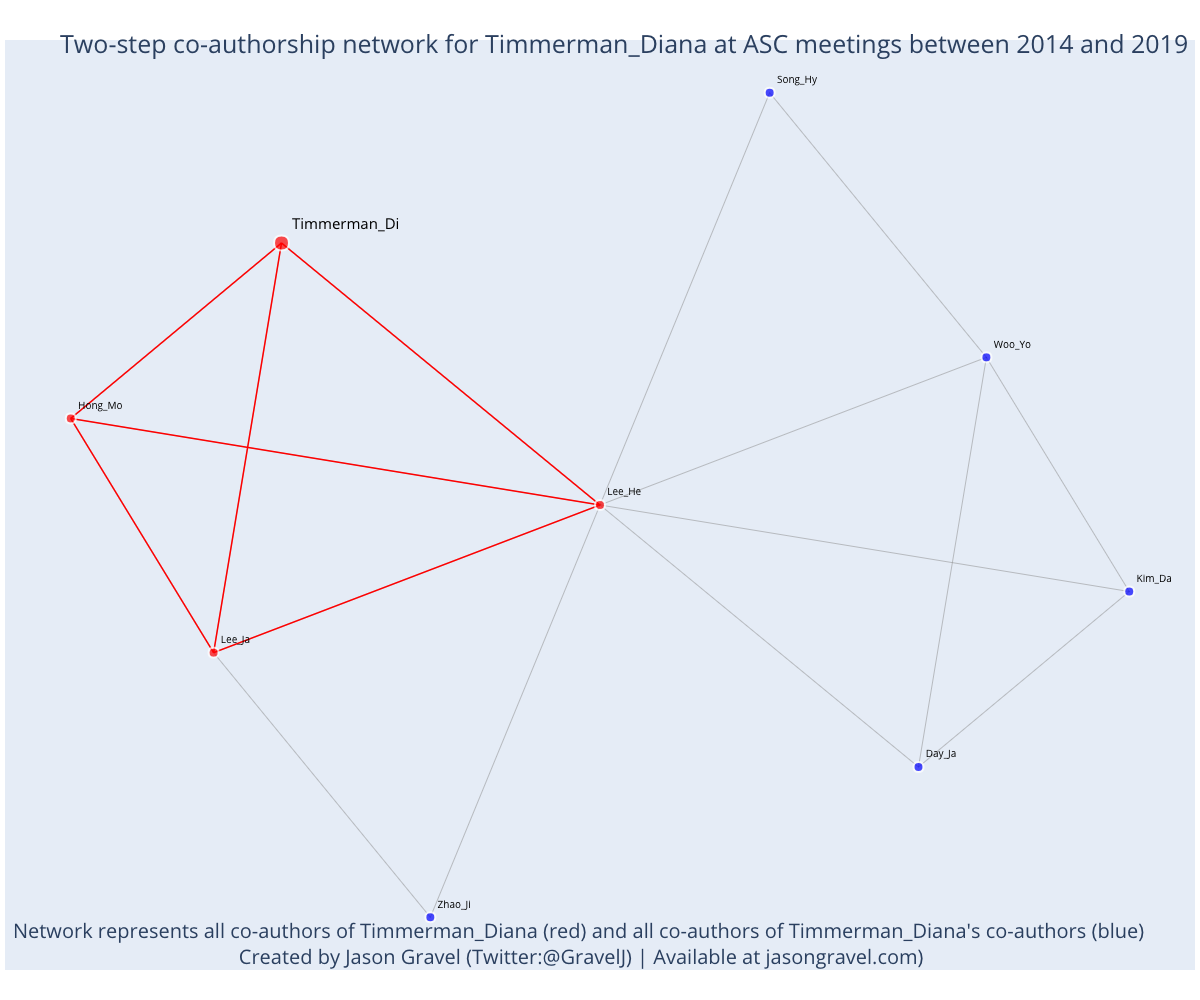 Two-step co-authorship network for Timmerman_Diana at ASC meetings between 2014 and 2019
Song_Hy
Timmerman_Di
Woo_Yo
Hong_Mo
Lee_He
Kim_Da
Lee_Ja
Day_Ja
Zhao_Ji
Network represents all co-authors of Timmerman_Diana (red) and all co-authors of Timmerman_Diana's co-authors (blue)
Created by Jason Gravel (Twitter:@GravelJ) | Available at jasongravel.com)